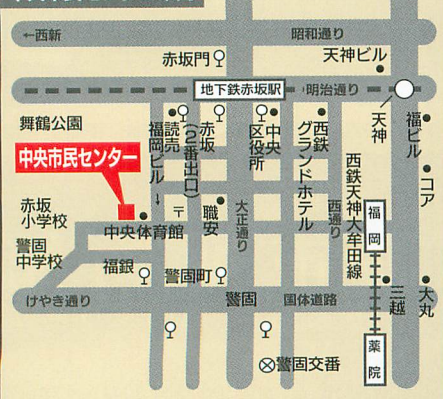 ←西新
昭和通り
赤坂門
天神ビル
地下鉄赤坂駅
明治通り
舞鶴公園
読売福岡ビル
赤坂(2番出口)
中央区役所
西鉄グランドホテル
天神
福ビル
中央市民センター
コア
赤坂
小学校
〒
職安
大正通り
西通り
西鉄天神大牟田線
福岡
中央体育館
警固
中学校
福銀
警固町
三越
大丸
けやき通り
警固
国体道路
薬院
警固交番